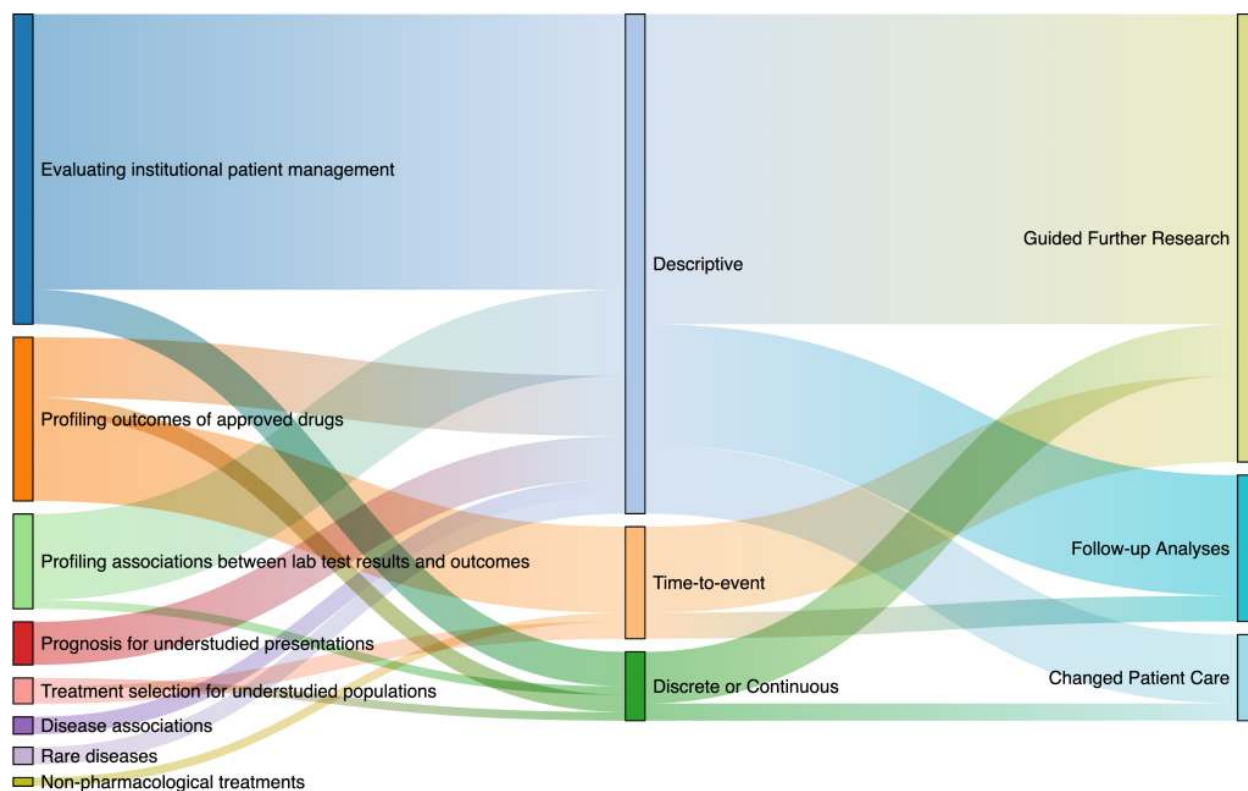 Evaluating institutional patient management
Profiling outcomes of approved drugs
Profiling associations between lab test results and outcomes
Prognosis for understudied presentations
Treatment selection for understudied populations
Disease associations
Rare diseases
Non-pharmacological treatments
Descriptive
Time-to-event
Discrete or Continuous
Guided Further Research
Follow-up Analyses
Changed Patient Care